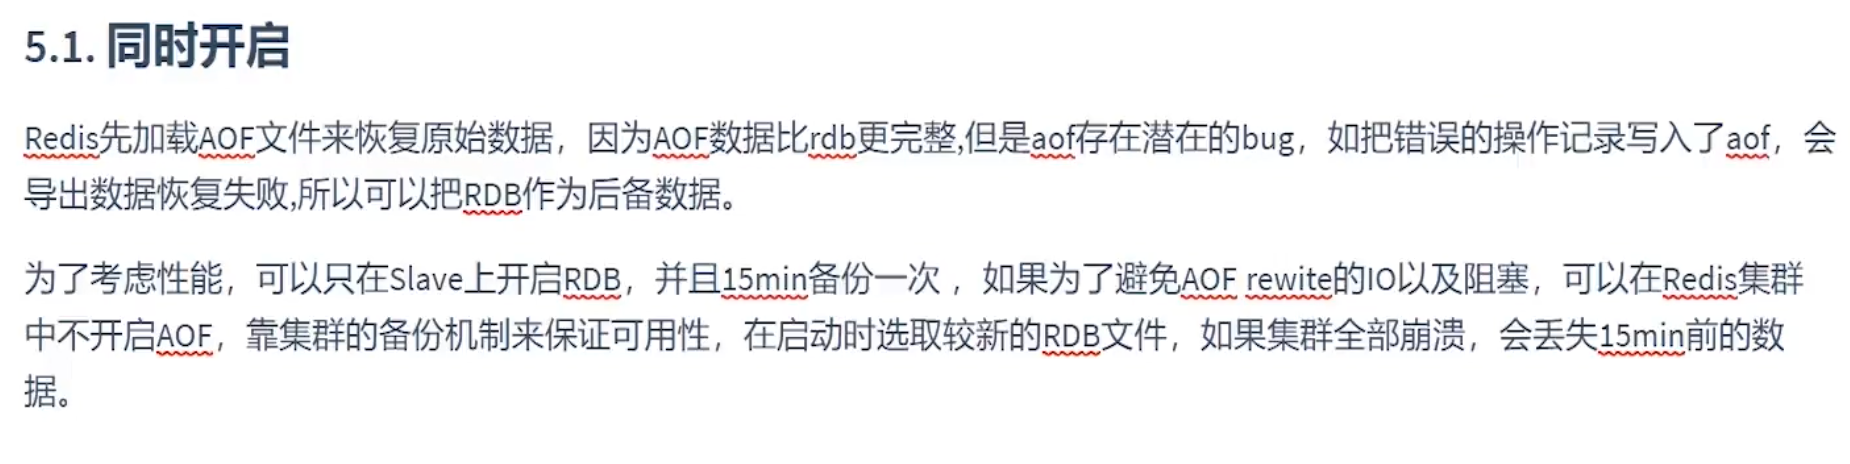 5.1. 同时开启
Redis先加载AOF文件来恢复原始数据，因为AOF数据比rdb更完整,但是aof存在潜在的bug，如把错误的操作记录写入了aof，会
导出数据恢复失败,所以可以把RDB作为后备数据。
为了考虑性能，可以只在Slave上开启RDB，并且15min备份一次 ，如果为了避免AOF rewite的IO以及阻塞，可以在Redis集群
中不开启AOF，靠集群的备份机制来保证可用性，在启动时选取较新的RDB文件，如果集群全部崩溃，会丢失15min前的数
据。